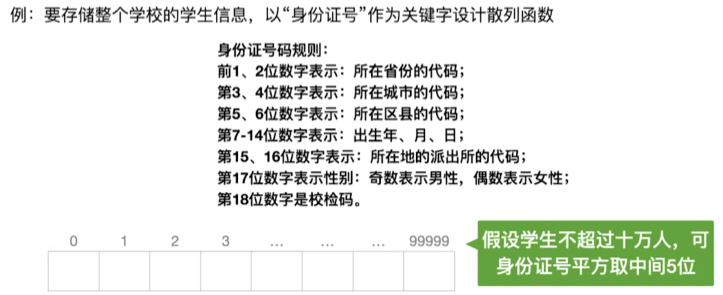 例：要存储整个学校的学生信息，以“身份证号”作为关键字设计散列函数
身份证号码规则：
前1、2位数字表示：所在省份的代码；
第3、4位数字表示：所在城市的代码；
第5、6位数字表示：所在区县的代码；
第7-14位数字表示：出生年、月、日；
第15、16位数字表示：所在地的派出所的代码；
第17位数字表示性别：奇数表示男性，偶数表示女性；
第18位数字是校检码。
0 1 2 3 … … … 99999
假设学生不超过十万人，可
身份证号平方取中间5位